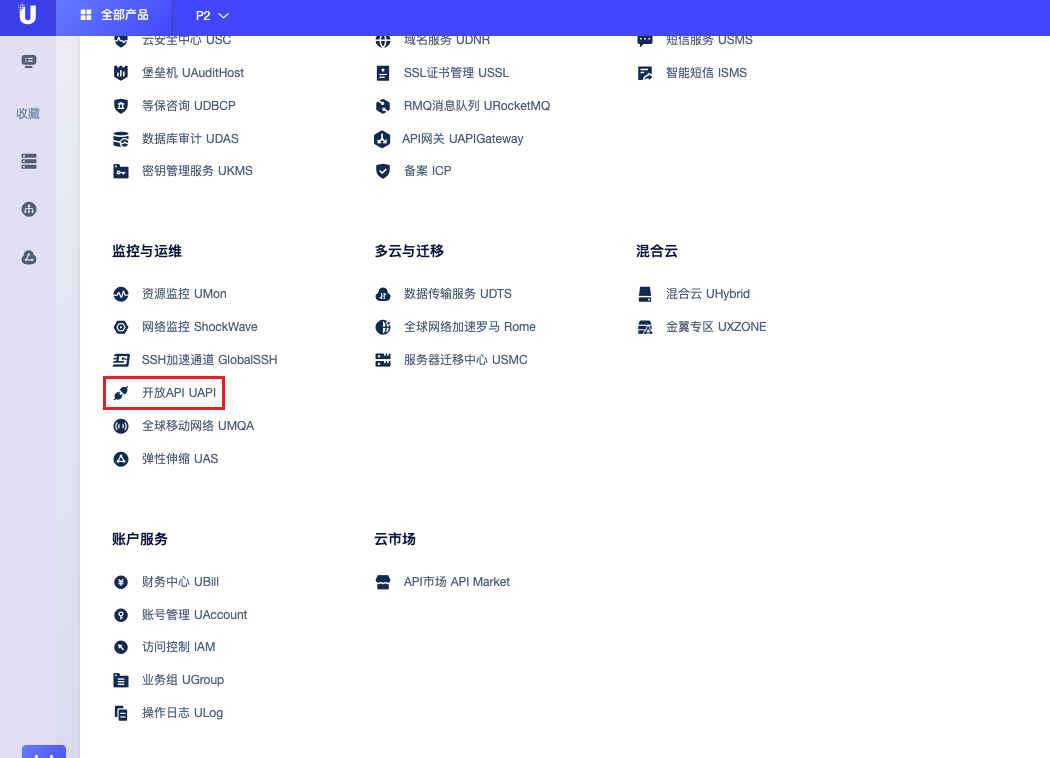 U
全部产品
P2
收藏
云安全中心 USC
堡垒机 UAuditHost
等保咨询 UDBCP
数据库审计 UDAS
密钥管理服务 UKMS
域名服务 UDNR
SSL证书管理 USSL
RMQ消息队列 URocketMQ
API网关 UAPIGateway
备案 ICP
短信服务 USMS
智能短信 ISMS
监控与运维
资源监控 UMon
网络监控 ShockWave
SSH加速通道 GlobalSSH
开放API UAPI
全球移动网络 UMQA
弹性伸缩 UAS
多云与迁移
数据传输服务 UDTS
全球网络加速罗马 Rome
服务器迁移中心 USMC
混合云
混合云 UHybrid
金翼专区 UXZONE
账户服务
财务中心 UBill
账号管理 UAccount
访问控制 IAM
业务组 UGroup
操作日志 ULog
云市场
API市场 API Market